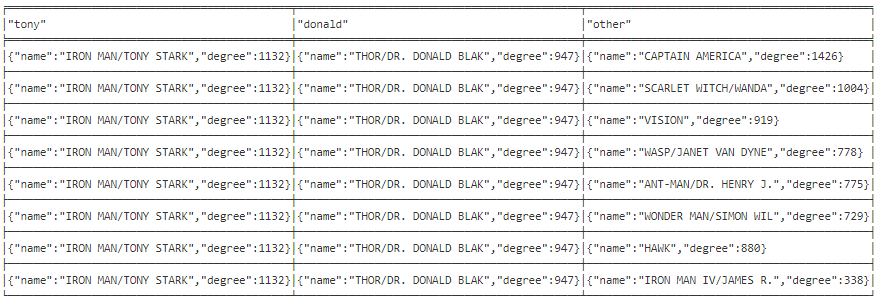 "tony" "donald" "other"
{"name":"IRON MAN/TONY STARK","degree":1132} {"name":"THOR/DR. DONALD BLAK","degree":947} {"name":"CAPTAIN AMERICA","degree":1426}
{"name":"IRON MAN/TONY STARK","degree":1132} {"name":"THOR/DR. DONALD BLAK","degree":947} {"name":"SCARLET WITCH/WANDA","degree":1004}
{"name":"IRON MAN/TONY STARK","degree":1132} {"name":"THOR/DR. DONALD BLAK","degree":947} {"name":"VISION","degree":919}
{"name":"IRON MAN/TONY STARK","degree":1132} {"name":"THOR/DR. DONALD BLAK","degree":947} {"name":"WASP/JANET VAN DYNE","degree":778}
{"name":"IRON MAN/TONY STARK","degree":1132} {"name":"THOR/DR. DONALD BLAK","degree":947} {"name":"ANT-MAN/DR. HENRY J.","degree":775}
{"name":"IRON MAN/TONY STARK","degree":1132} {"name":"THOR/DR. DONALD BLAK","degree":947} {"name":"WONDER MAN/SIMON WIL","degree":729}
{"name":"IRON MAN/TONY STARK","degree":1132} {"name":"THOR/DR. DONALD BLAK","degree":947} {"name":"HAWK","degree":880}
{"name":"IRON MAN/TONY STARK","degree":1132} {"name":"THOR/DR. DONALD BLAK","degree":947} {"name":"IRON MAN IV/JAMES R.","degree":338}